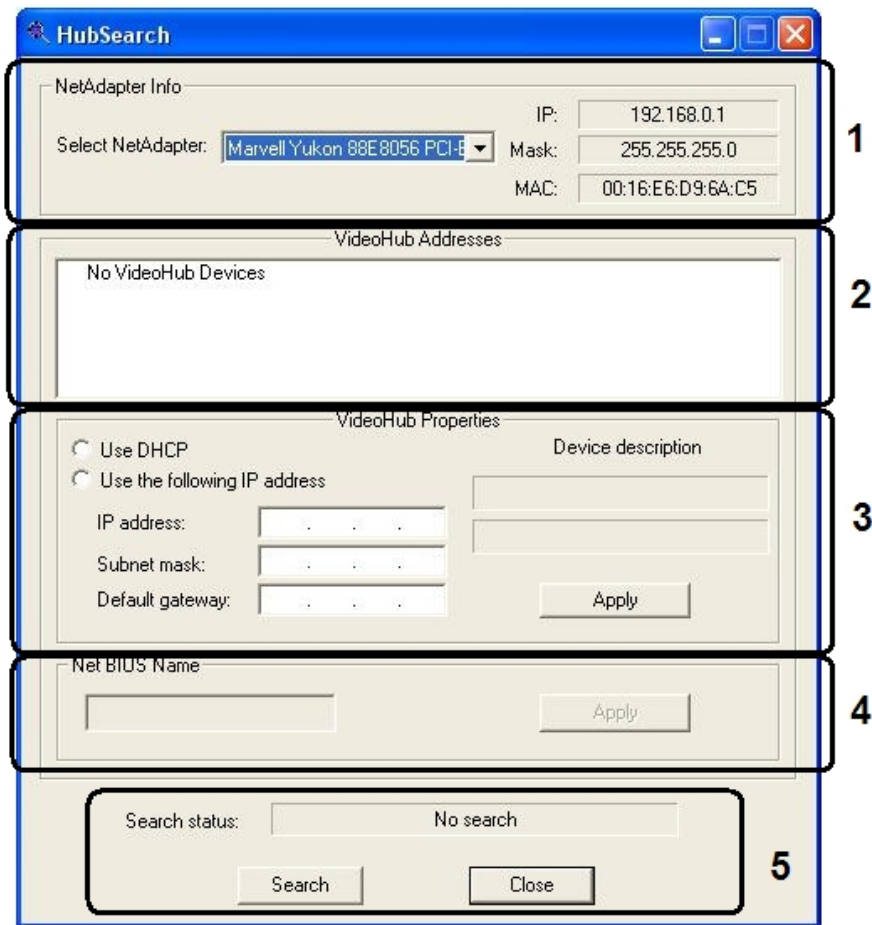 HubSearch
NetAdapter Info
IP: 192.168.0.1
Select NetAdapter: Marvell Yukon 88E8056 PCI-E
Mask: 255.255.255.0
MAC: 00:16:E6:D9:6A:C5
1
VideoHub Addresses
No VideoHub Devices
2
VideoHub Properties
Use DHCP
Device description
Use the following IP address
IP address: . . .
Subnet mask: . . .
Default gateway: . . .
Apply
3
Net BIOS Name
Apply
4
Search status: No search
Search Close
5